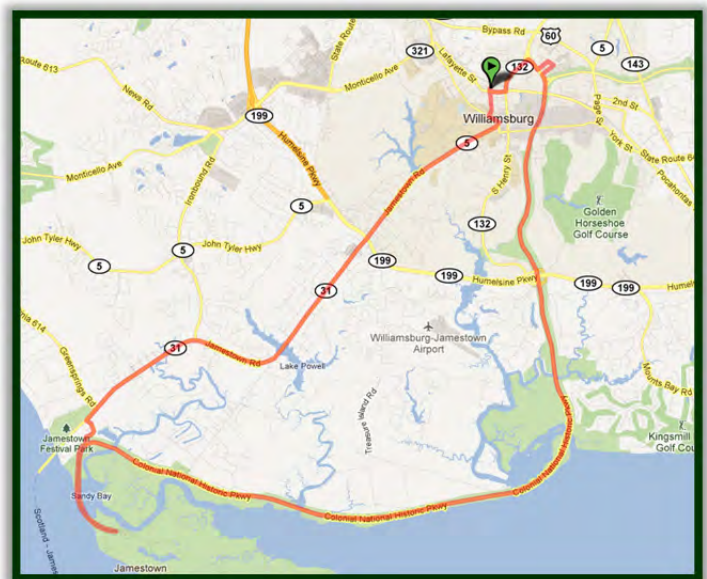 Bypass Rd
60
5
321
132
143
Route 613
State Route
Lafayette St
Monticello Ave
2nd St
News Rd
199
Williamsburg
Page St
York St
State Route 64
Pocahontas
5
Humelsine Pkwy
Ironbound Rd
Jamestown Rd
S Henry St
Monticello Ave
Golden
Horseshoe
Golf Course
5
132
John Tyler Hwy
5
John Tyler Hwy
5
199
199
199
199
Humelsine Pkwy
31
31
Williamsburg-Jamestown
Airport
Jamestown Rd
Lake Powell
Greensprings Rd
Treasure Island Rd
Mounts Bay Rd
Jamestown
Festival Park
Kingsmill
Golf Cou
Colonial National Historic Pkwy
Colonial National Historic Pkwy
Colonial National Historic Pkwy
Sandy Bay
Jamestown